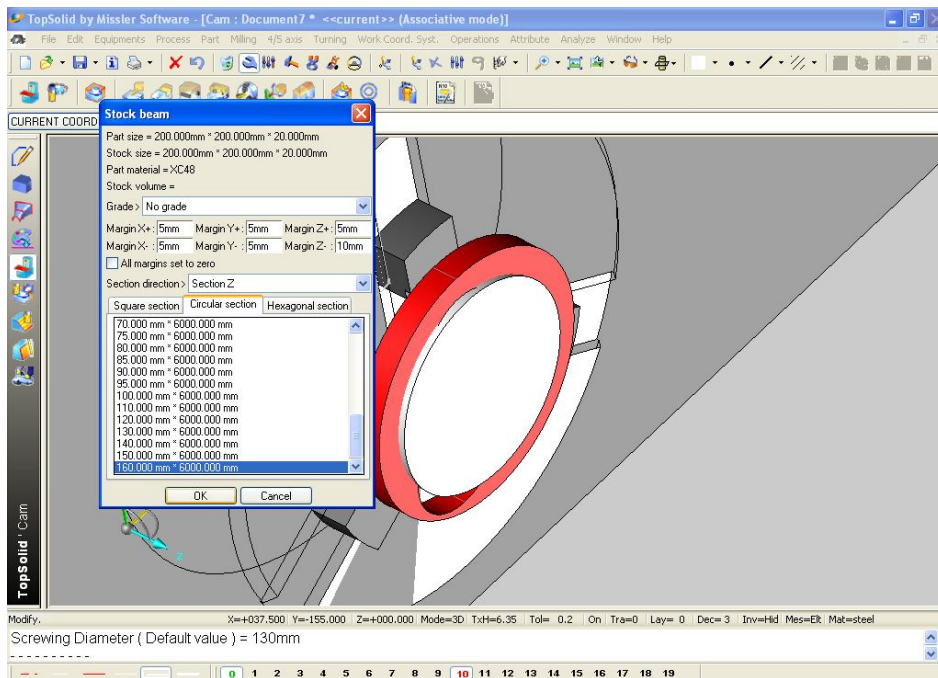 TopSolid by Missler Software - [Cam : Document7 * <<current>> (Associative mode)]
File Edit Equipments Process Part Milling 4/5 axis Turning Work Coord. Syst. Operations Attribute Analyze Window Help
CURRENT COORD
Stock beam
Part size = 200.000mm * 200.000mm * 20.000mm
Stock size = 200.000mm * 200.000mm * 20.000mm
Part material = XC48
Stock volume =
Grade> No grade
Margin X+ : 5mm Margin Y+ : 5mm Margin Z+ : 5mm
Margin X- : 5mm Margin Y- : 5mm Margin Z- : 10mm
All margins set to zero
Section direction> Section Z
Square section Circular section Hexagonal section
70.000 mm * 6000.000 mm
75.000 mm * 6000.000 mm
80.000 mm * 6000.000 mm
85.000 mm * 6000.000 mm
90.000 mm * 6000.000 mm
95.000 mm * 6000.000 mm
100.000 mm * 6000.000 mm
110.000 mm * 6000.000 mm
120.000 mm * 6000.000 mm
130.000 mm * 6000.000 mm
140.000 mm * 6000.000 mm
150.000 mm * 6000.000 mm
160.000 mm * 6000.000 mm
OK Cancel
Z
TopSolid'Cam
Modify. X=+037.500 Y=-155.000 Z=+000.000 Mode=3D TxH=6.35 Tol= 0.2 On Tra=0 Lay= 0 Dec= 3 Inv=Hid Mes=Elt Mat=steel
Screwing Diameter ( Default value ) = 130mm
----------
0 1 2 3 4 5 6 7 8 9 10 11 12 13 14 15 16 17 18 19